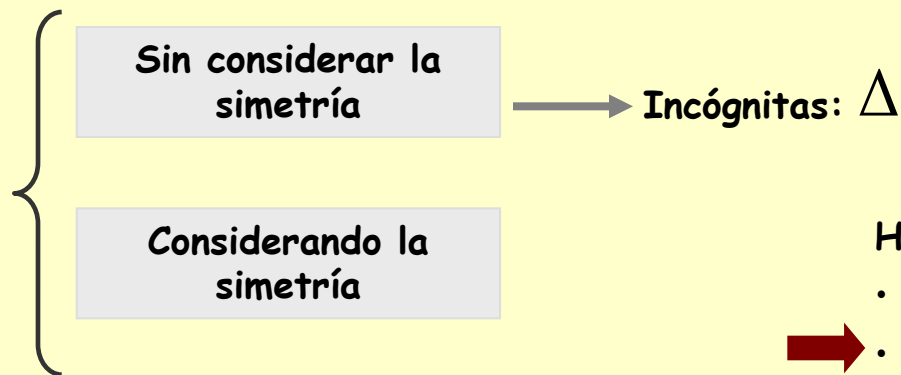 Sin considerar la
simetría
Incógnitas: Δ
Considerando la
simetría
H
•
•